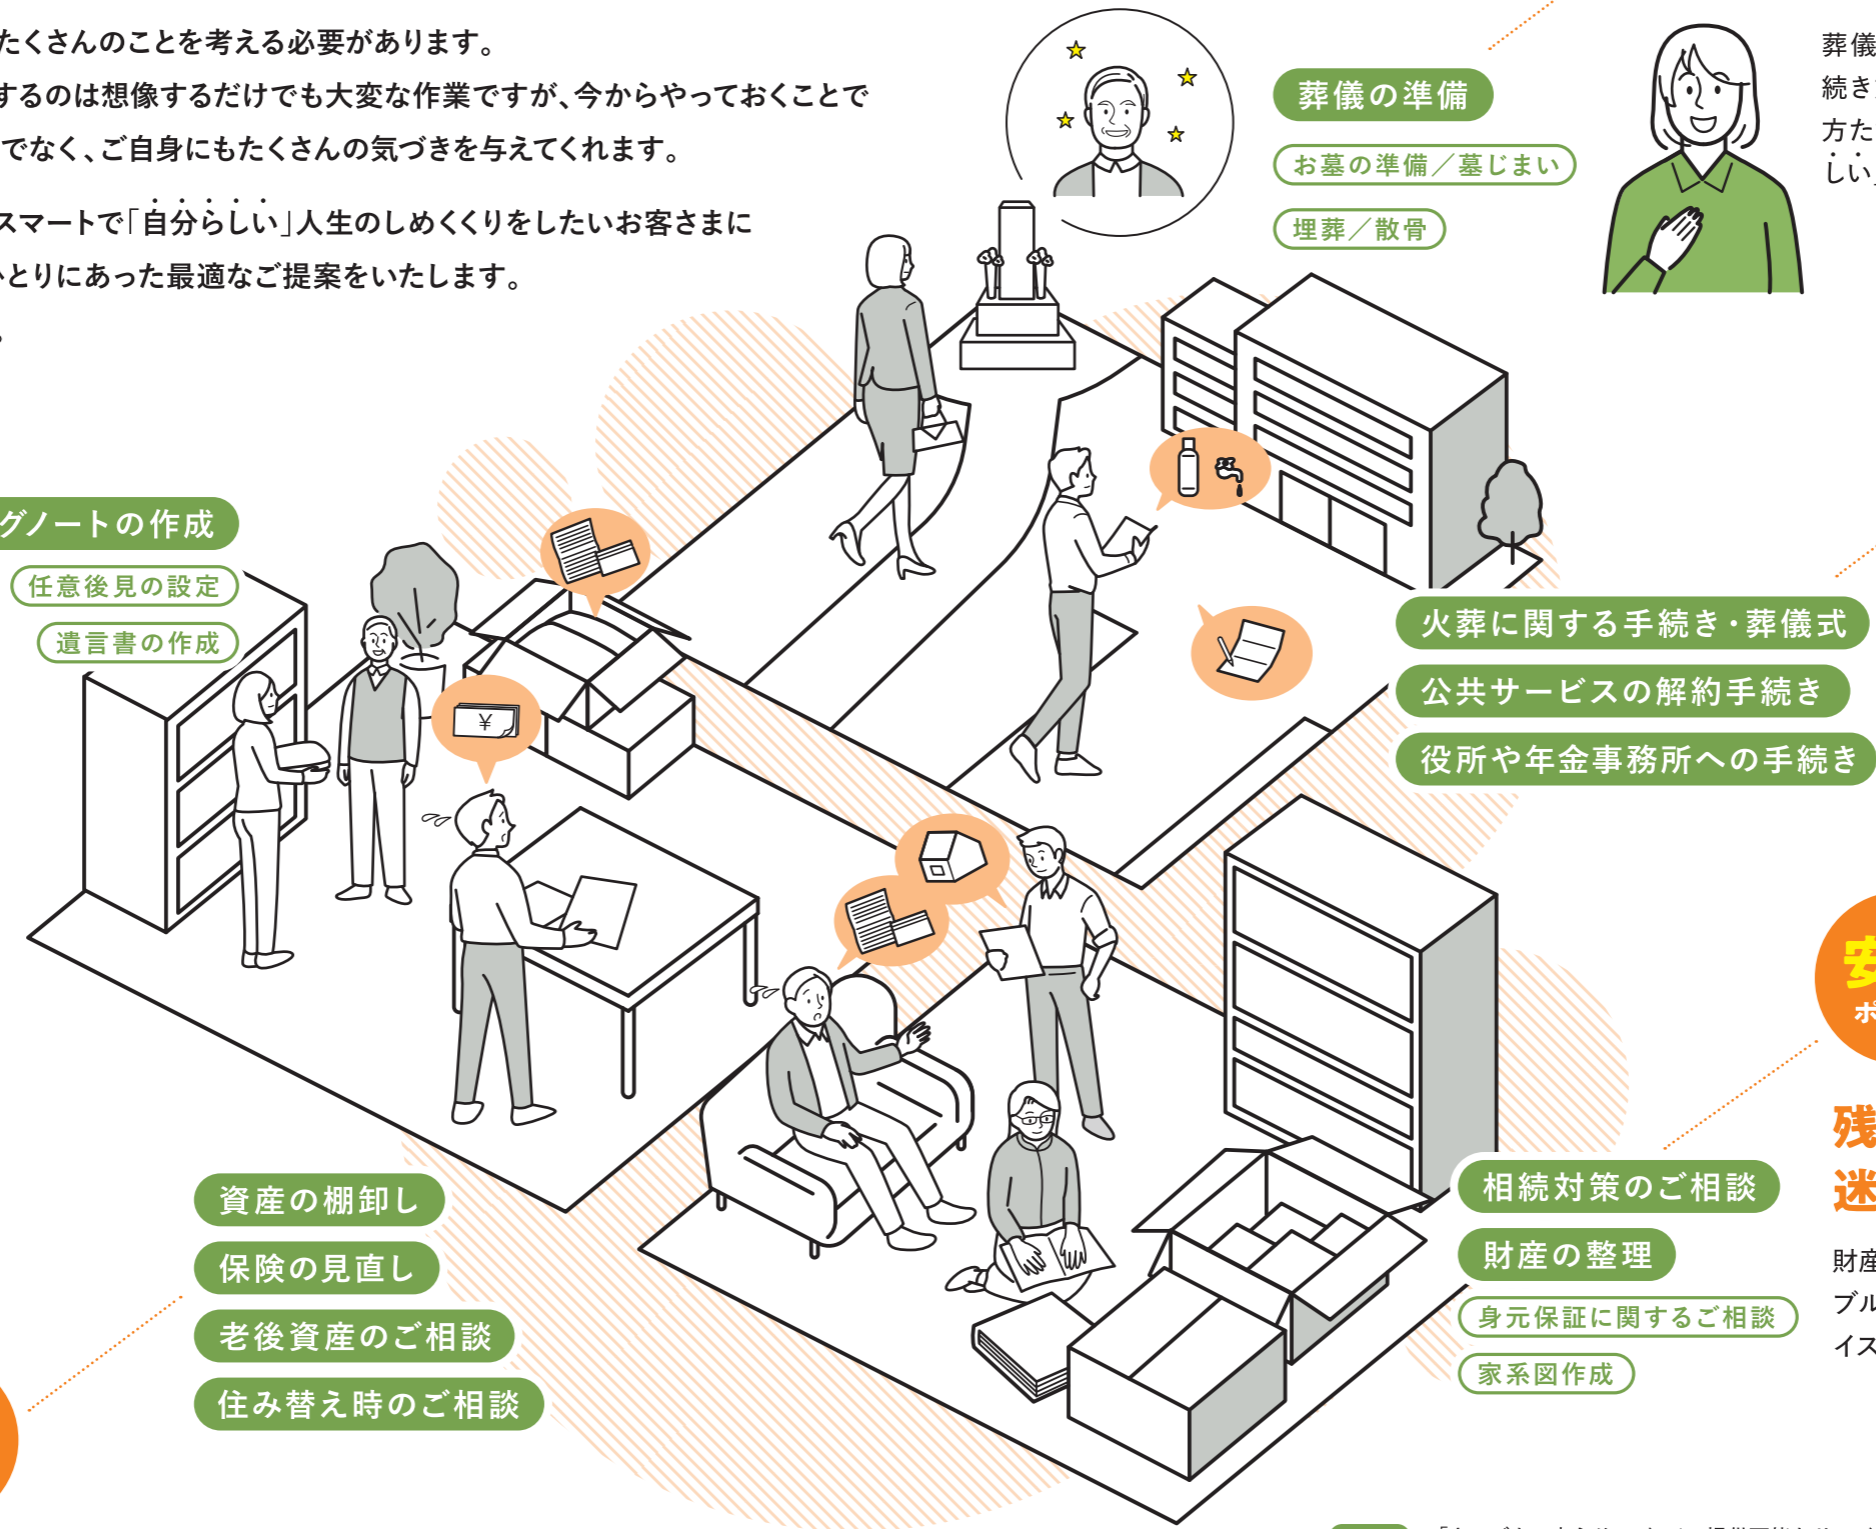 たくさんのことを考える必要があります。
するのは想像するだけでも大変な作業ですが、今からやっておくことで
でなく、ご自身にもたくさんの気づきを与えてくれます。
スマートで「自分らしい」人生のしめくくりをしたいお客さまに
ひとりにあった最適なご提案をいたします。
葬儀の準備
お墓の準備／墓じまい
埋葬／散骨
葬儀
続き
方た
しい」
グノートの作成
任意後見の設定
遺言書の作成
¥
火葬に関する手続き・葬儀式
公共サービスの解約手続き
役所や年金事務所への手続き
安
ポ
残
迷
財産
ブル
イス
資産の棚卸し
保険の見直し
老後資産のご相談
住み替え時のご相談
相続対策のご相談
財産の整理
身元保証に関するご相談
家系図作成